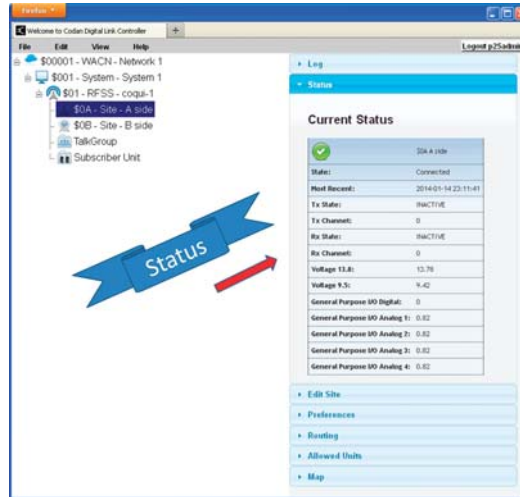 Firefox
Welcome to Codan Digital Link Controller
+
File Edit View Help Logout p25admin
$00001 - WACN - Network 1
$001 - System - System 1
$01 - RFSS - coqui-1
$0A - Site - A side
$0B - Site - B side
TalkGroup
Subscriber Unit
Status
Log
Status
Current Status
$0A A side
State: Connected
Most Recent: 2014-01-14 23:11:41
Tx State: INACTIVE
Tx Channel: 0
Rx State: INACTIVE
Rx Channel: 0
Voltage 13.8: 13.78
Voltage 9.5: 9.42
General Purpose I/O Digital: 0
General Purpose I/O Analog 1: 0.82
General Purpose I/O Analog 2: 0.82
General Purpose I/O Analog 3: 0.82
General Purpose I/O Analog 4: 0.82
Edit Site
Preferences
Routing
Allowed Units
Map